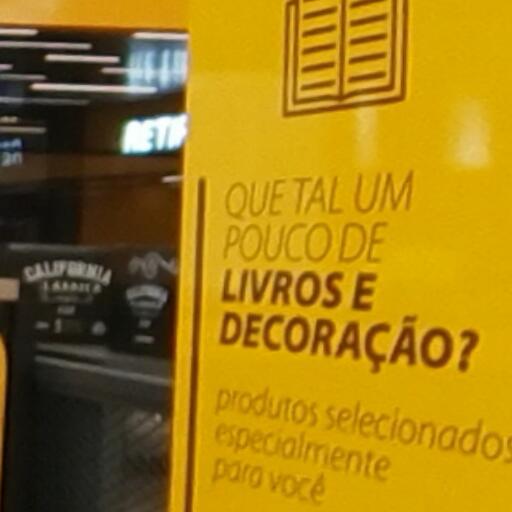 QUE TAL UM
POUCO DE
LIVROS E
DECORAÇÃO?
produtos selecionados
especialmente
para você
CALIFORNIA